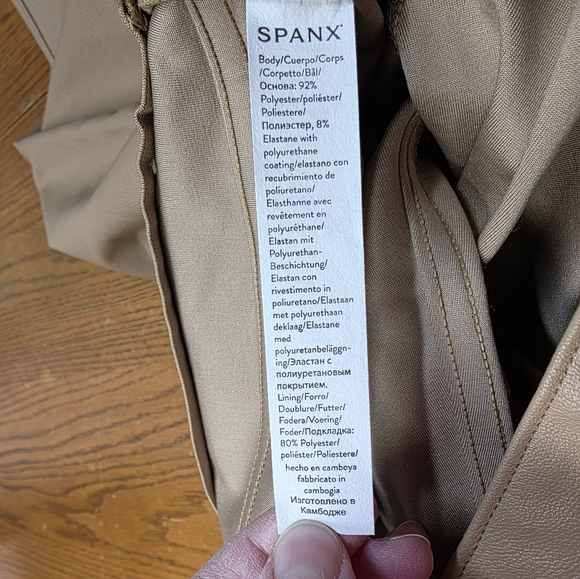 SPANX
Body/Cuerpo/Corps
/Corpetto/Bål/
Основа: 92%
Polyester/poliéster/
Poliestere/
Полиэстер, 8%
Elastane with
polyurethane
coating/elastano con
recubrimiento de
poliuretano/
Elasthanne avec
revêtement en
polyuréthane/
Elastan mit
Polyurethan-
Beschichtung/
Elastan con
rivestimento in
poliuretano/Elastaan
met polyurethaan
deklaag/Elastane
med
polyuretanbeläggn-
ing/Эластан с
полиуретановым
покрытием.
Lining/Forro/
Doublure/Futter/
Fodera/Voering/
Foder/Подкладка:
80% Polyester/
poliéster/Poliestere/
hecho en camboya
fabbricato in
cambogia
Изготовлено в
Камбодже